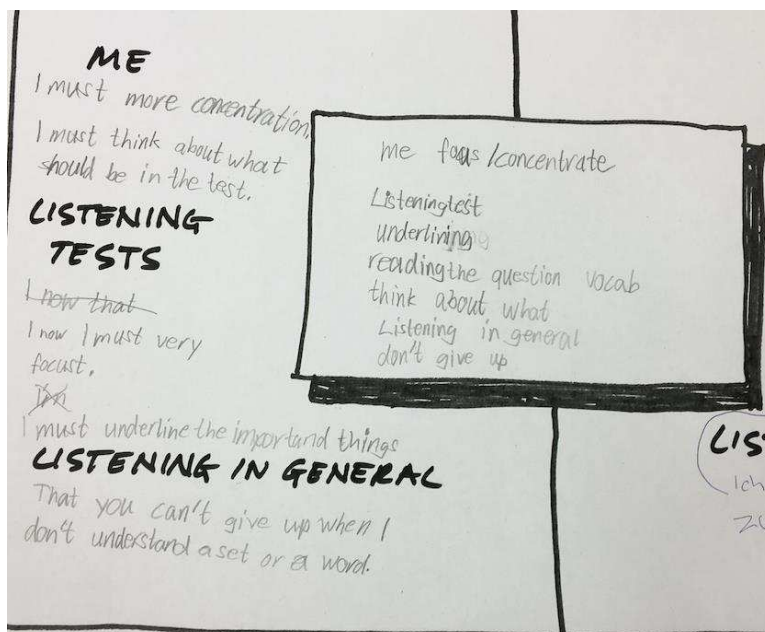 ME
I must more concentration.
I must think about what
should be in the test.
LISTENING
TESTS
I now that
I now I must very
focust.
I must underline the importand things
LISTENING IN GENERAL
That you can't give up when I
don't understand a set or a word.
me focus/concentrate
Listeningtest
underlining
reading the question vocab
think about what
Listening in general
don't give up
LIS
Ich